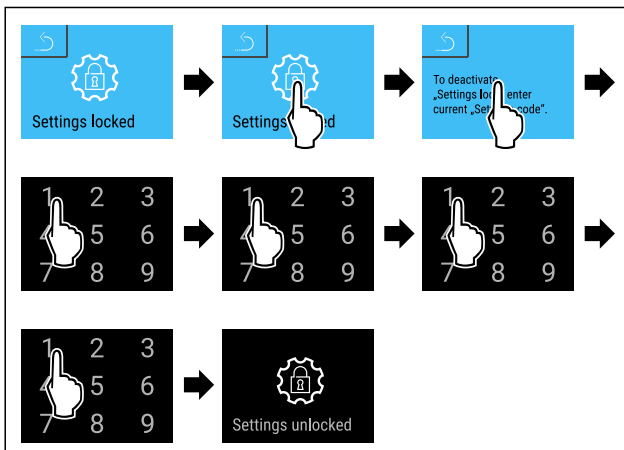 Settings locked
Settings
To deactivate
„Settings enter
current code“.
1 2 3
5 6
7 8 9
1 2 3
5 6
7 8 9
1 2 3
5 6
7 8 9
1 2 3
5 6
7 8 9
Settings unlocked